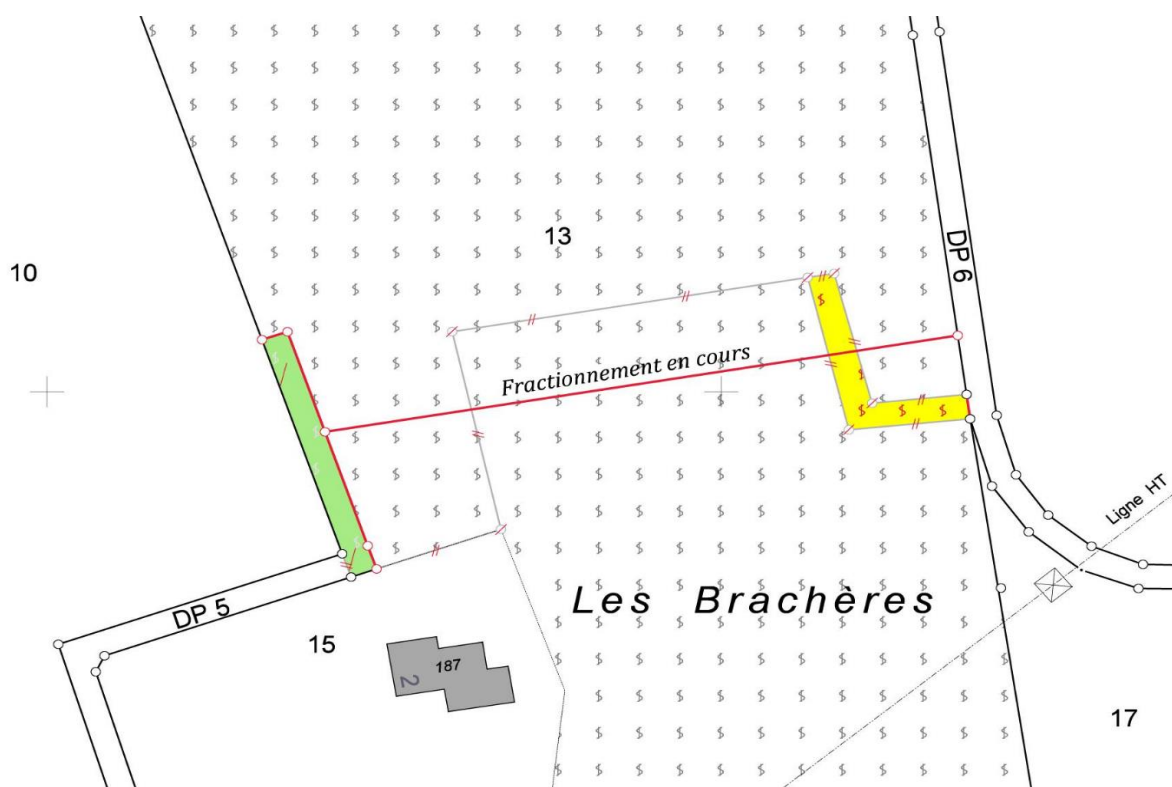 13
DP 6
10
Fractionnement en cours
Ligne HT
Les Brachères
DP 5
15
187
2
17